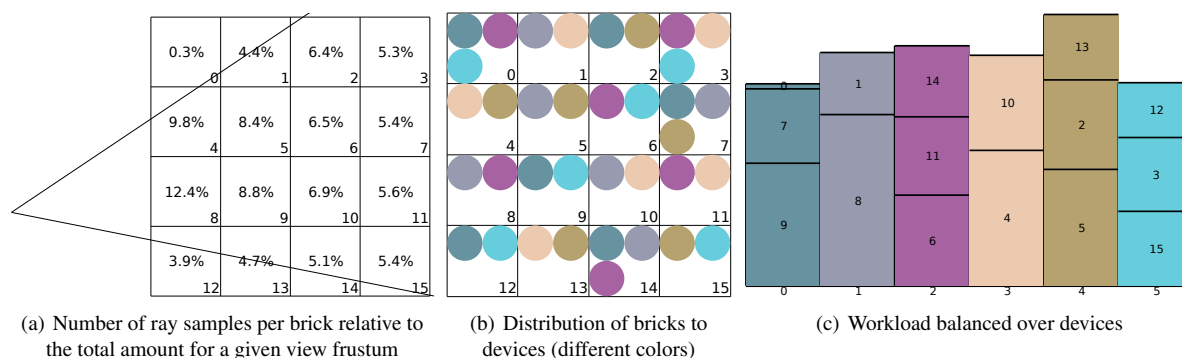 0.3% 4.4% 6.4% 5.3%
0 1 2 3
9.8% 8.4% 6.5% 5.4%
4 5 6 7
12.4% 8.8% 6.9% 5.6%
8 9 10 11
3.9% 4.7% 5.1% 5.4%
12 13 14 15
(a) Number of ray samples per brick relative to
the total amount for a given view frustum
0 1 2 3
4 5 6 7
8 9 10 11
12 13 14 15
(b) Distribution of bricks to
devices (different colors)
0
7
9
1
8
14
11
6
10
4
13
2
5
12
3
15
0 1 2 3 4 5
(c) Workload balanced over devices